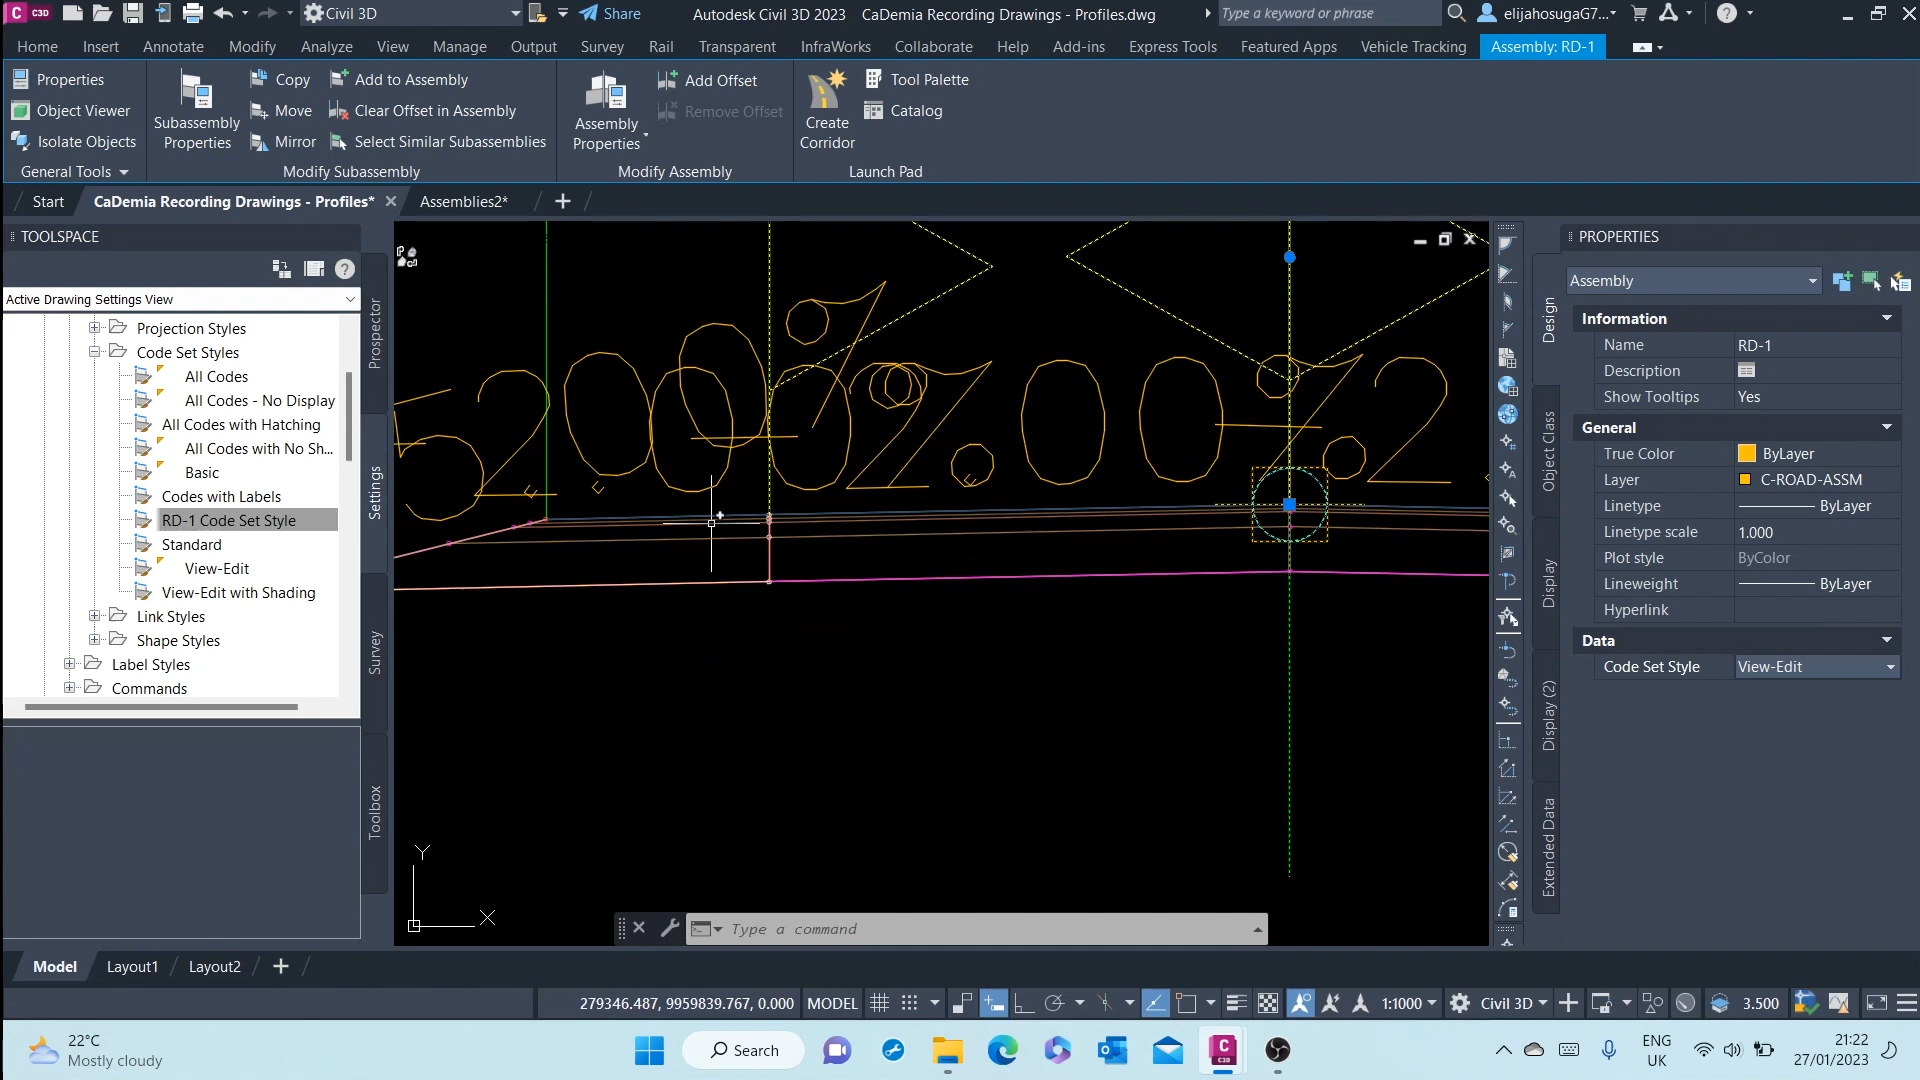 C3D
Civil 3D
Share
Autodesk Civil 3D 2023
CaDemia Recording Drawings - Profiles.dwg
Type a keyword or phrase
elijahosugaG7...
Home
Insert
Annotate
Modify
Analyze
View
Manage
Output
Survey
Rail
Transparent
InfraWorks
Collaborate
Help
Add-ins
Express Tools
Featured Apps
Vehicle Tracking
Assembly: RD-1
Properties
Object Viewer
Isolate Objects
General Tools
Subassembly
Properties
Copy
Move
Mirror
Add to Assembly
Clear Offset in Assembly
Select Similar Subassemblies
Modify Subassembly
Assembly
Properties
Add Offset
Remove Offset
Modify Assembly
Create
Corridor
Tool Palette
Catalog
Launch Pad
Start
CaDemia Recording Drawings - Profiles*
Assemblies2*
TOOLSPACE
Active Drawing Settings View
Projection Styles
Code Set Styles
All Codes
All Codes - No Display
All Codes with Hatching
All Codes with No Sh...
Basic
Codes with Labels
RD-1 Code Set Style
Standard
View-Edit
View-Edit with Shading
Link Styles
Shape Styles
Label Styles
Commands
Prospector
Settings
Survey
Toolbox
Y
X
Type a command
PROPERTIES
Assembly
Information
Name RD-1
Description
Show Tooltips Yes
General
True Color ByLayer
Layer C-ROAD-ASSM
Linetype ByLayer
Linetype scale 1.000
Plot style ByColor
Lineweight ByLayer
Hyperlink
Data
Code Set Style View-Edit
Design
Object Class
Display
Display (2)
Extended Data
Model
Layout1
Layout2
279346.487, 9959839.767, 0.000
MODEL
1:1000
Civil 3D
3.500
22°C
Mostly cloudy
Search
C3D
ENG
UK
21:22
27/01/2023